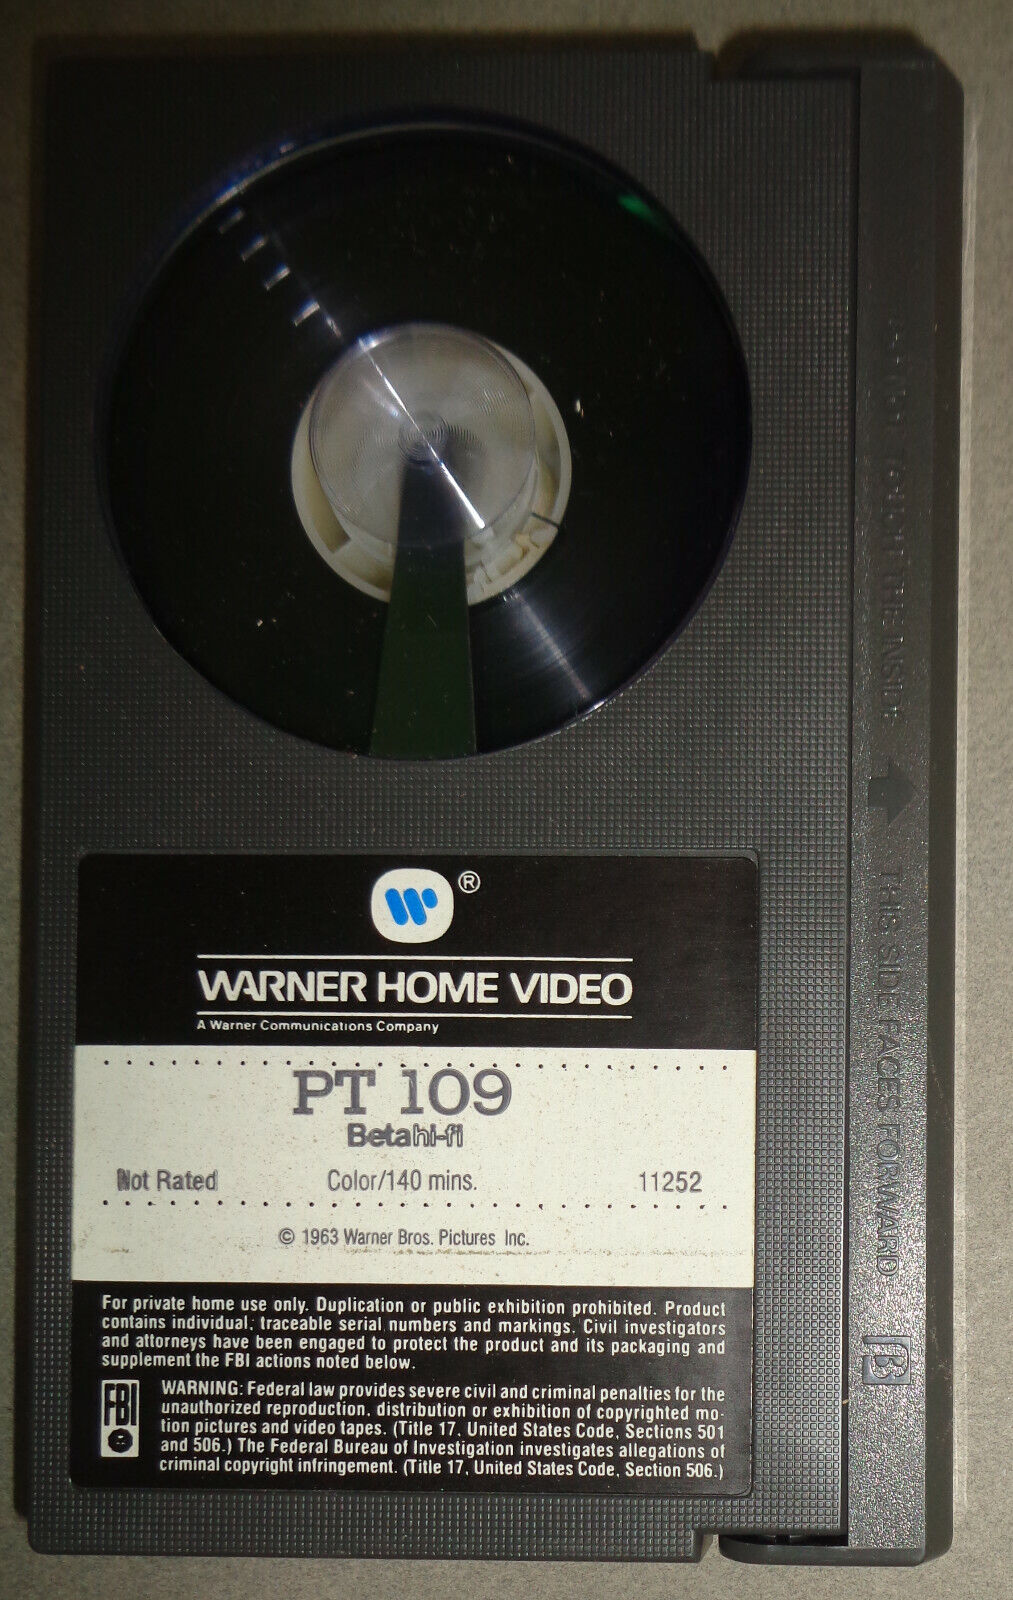 W®
WARNER HOME VIDEO
A Warner Communications Company
PT 109
Beta hi-fi
Not Rated Color/140 mins. 11252
© 1963 Warner Bros. Pictures Inc.
For private home use only. Duplication or public exhibition prohibited. Product
contains individual, traceable serial numbers and markings. Civil investigators
and attorneys have been engaged to protect the product and its packaging and
supplement the FBI actions noted below.
FBI
WARNING: Federal law provides severe civil and criminal penalties for the
unauthorized reproduction, distribution or exhibition of copyrighted mo-
tion pictures and video tapes. (Title 17, United States Code, Sections 501
and 506.) The Federal Bureau of Investigation investigates allegations of
criminal copyright infringement. (Title 17, United States Code, Section 506.)
TOUCH THE TAPE INSIDE
THIS SIDE FACES FORWARD